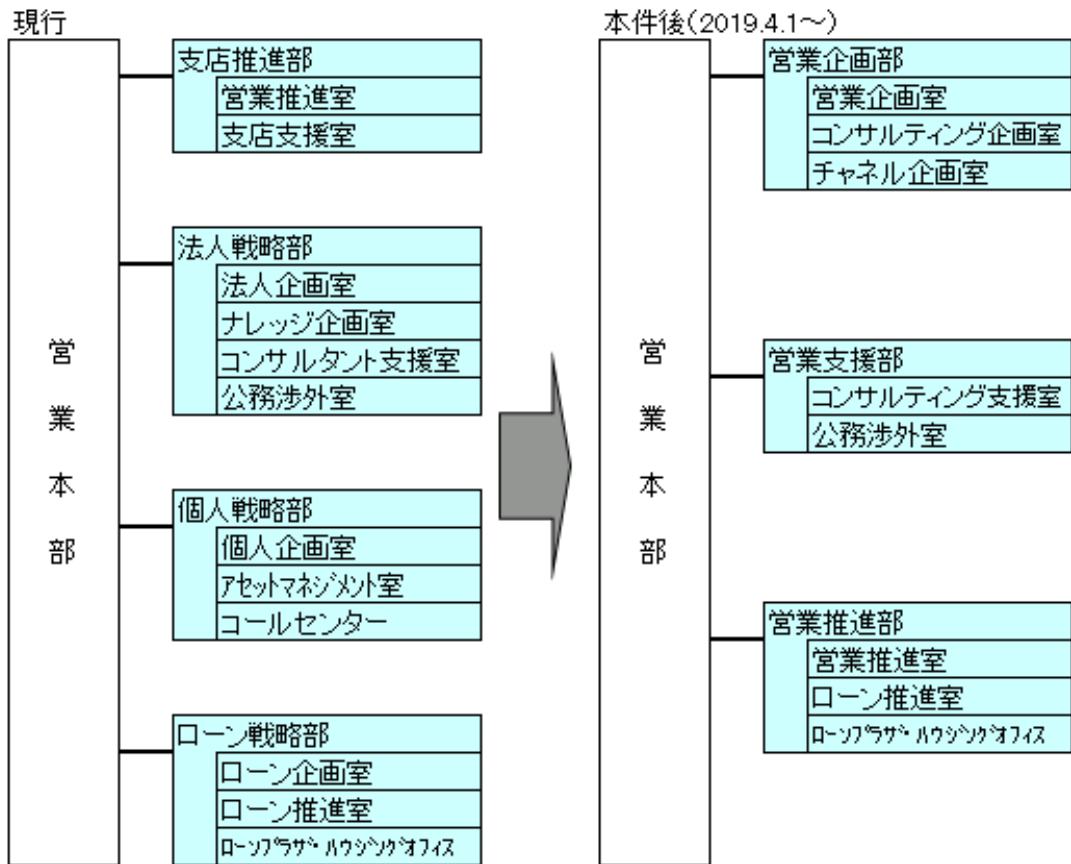 現行
営業本部
支店推進部
営業推進室
支店支援室
法人戦略部
法人企画室
ナレッジ企画室
コンサルタント支援室
公務渉外室
個人戦略部
個人企画室
ｱｾｯﾄﾏﾈｼﾞﾒﾝﾄ室
コールセンター
ローン戦略部
ローン企画室
ローン推進室
ﾛｰﾝﾌﾟﾗｻﾞ･ﾊｳｼﾞﾝｸﾞｵﾌｨｽ
本件後(2019.4.1～)
営業本部
営業企画部
営業企画室
コンサルティング企画室
チャネル企画室
営業支援部
コンサルティング支援室
公務渉外室
営業推進部
営業推進室
ローン推進室
ﾛｰﾝﾌﾟﾗｻﾞ･ﾊｳｼﾞﾝｸﾞｵﾌｨｽ